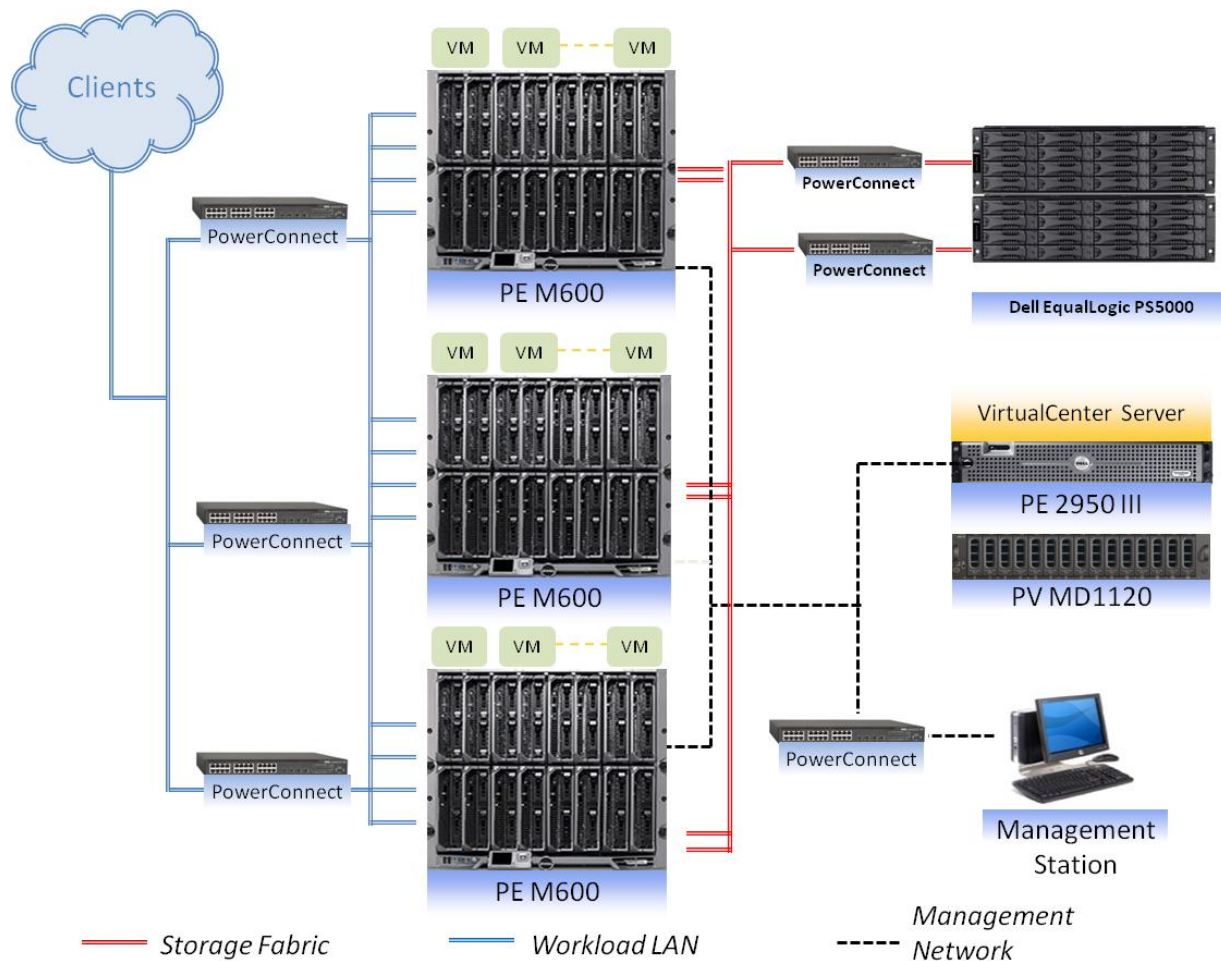 Clients
VM VM VM
PowerConnect
PE M600
PowerConnect
PowerConnect
Dell EqualLogic PS5000
VM VM VM
PowerConnect
PE M600
VirtualCenter Server
DELL
PE 2950 III
PV MD1120
VM VM VM
PowerConnect
PE M600
PowerConnect
Management
Station
Storage Fabric
Workload LAN
Management
Network